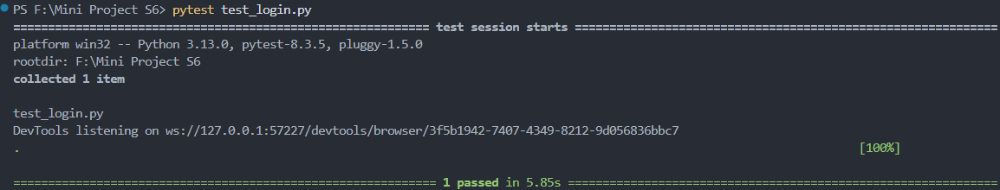 PS F:\Mini Project S6> pytest test_login.py
============================================================ test session starts =============================================================
platform win32 -- Python 3.13.0, pytest-8.3.5, pluggy-1.5.0
rootdir: F:\Mini Project S6
collected 1 item
test_login.py
DevTools listening on ws://127.0.0.1:57227/devtools/browser/3f5b1942-7407-4349-8212-9d056836bbc7
. [100%]
============================================================= 1 passed in 5.85s ==============================================================